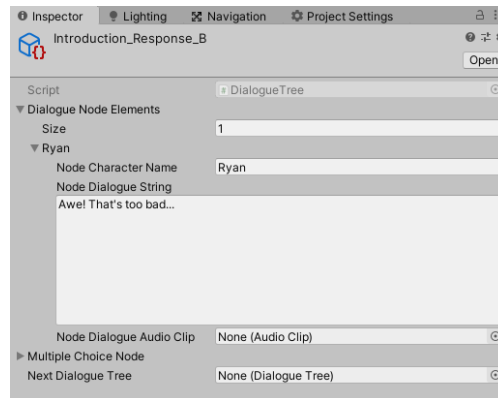 Inspector Lighting Navigation Project Settings
Introduction_Response_B
Open
Script DialogueTree
Dialogue Node Elements
Size 1
Ryan
Node Character Name Ryan
Node Dialogue String
Awe! That's too bad...
Node Dialogue Audio Clip None (Audio Clip)
Multiple Choice Node
Next Dialogue Tree None (Dialogue Tree)